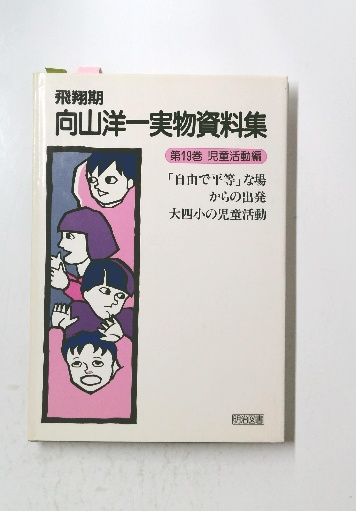 飛翔期
向山洋一実物資料集
第19巻 児童活動編
「自由で平等」な場
からの出発
大四小の児童活動
明治図書